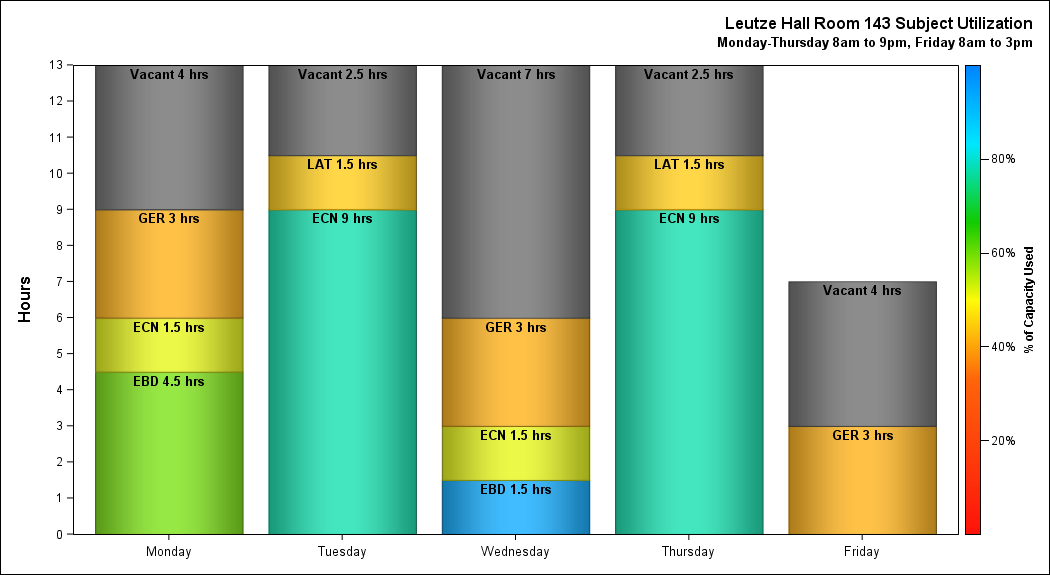 Leutze Hall Room 143 Subject Utilization
Monday-Thursday 8am to 9pm, Friday 8am to 3pm
Hours
13
12
11
10
9
8
7
6
5
4
3
2
1
0
Vacant 4 hrs
GER 3 hrs
ECN 1.5 hrs
EBD 4.5 hrs
Vacant 2.5 hrs
LAT 1.5 hrs
ECN 9 hrs
Vacant 7 hrs
GER 3 hrs
ECN 1.5 hrs
EBD 1.5 hrs
Vacant 2.5 hrs
LAT 1.5 hrs
ECN 9 hrs
Vacant 4 hrs
GER 3 hrs
Monday
Tuesday
Wednesday
Thursday
Friday
80%
60%
40%
20%
% of Capacity Used